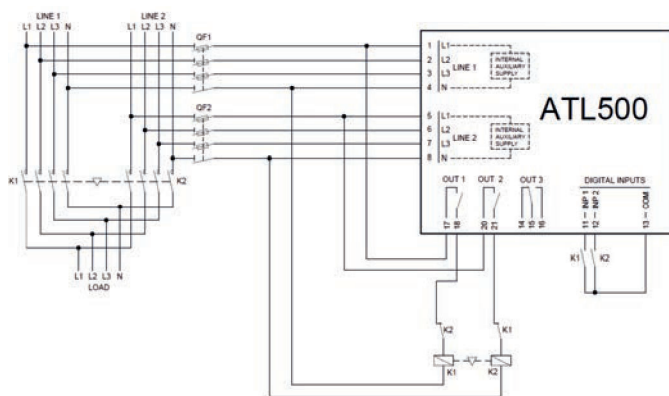 LINE 1
L1 L2 L3 N
LINE 2
L1 L2 L3 N
QF1
QF2
K1
K2
L1 L2 L3 N
LOAD
1 L1
2 L2
3 L3
4 N
LINE 1
INTERNAL
AUXILIARY
SUPPLY
5 L1
6 L2
7 L3
8 N
LINE 2
INTERNAL
AUXILIARY
SUPPLY
ATL500
OUT 1
OUT 2
OUT 3
DIGITAL INPUTS
17
18
20
21
14
15
16
11 INP 1
12 INP 2
13 COM
K1
K2
K2
K1
K1
K2